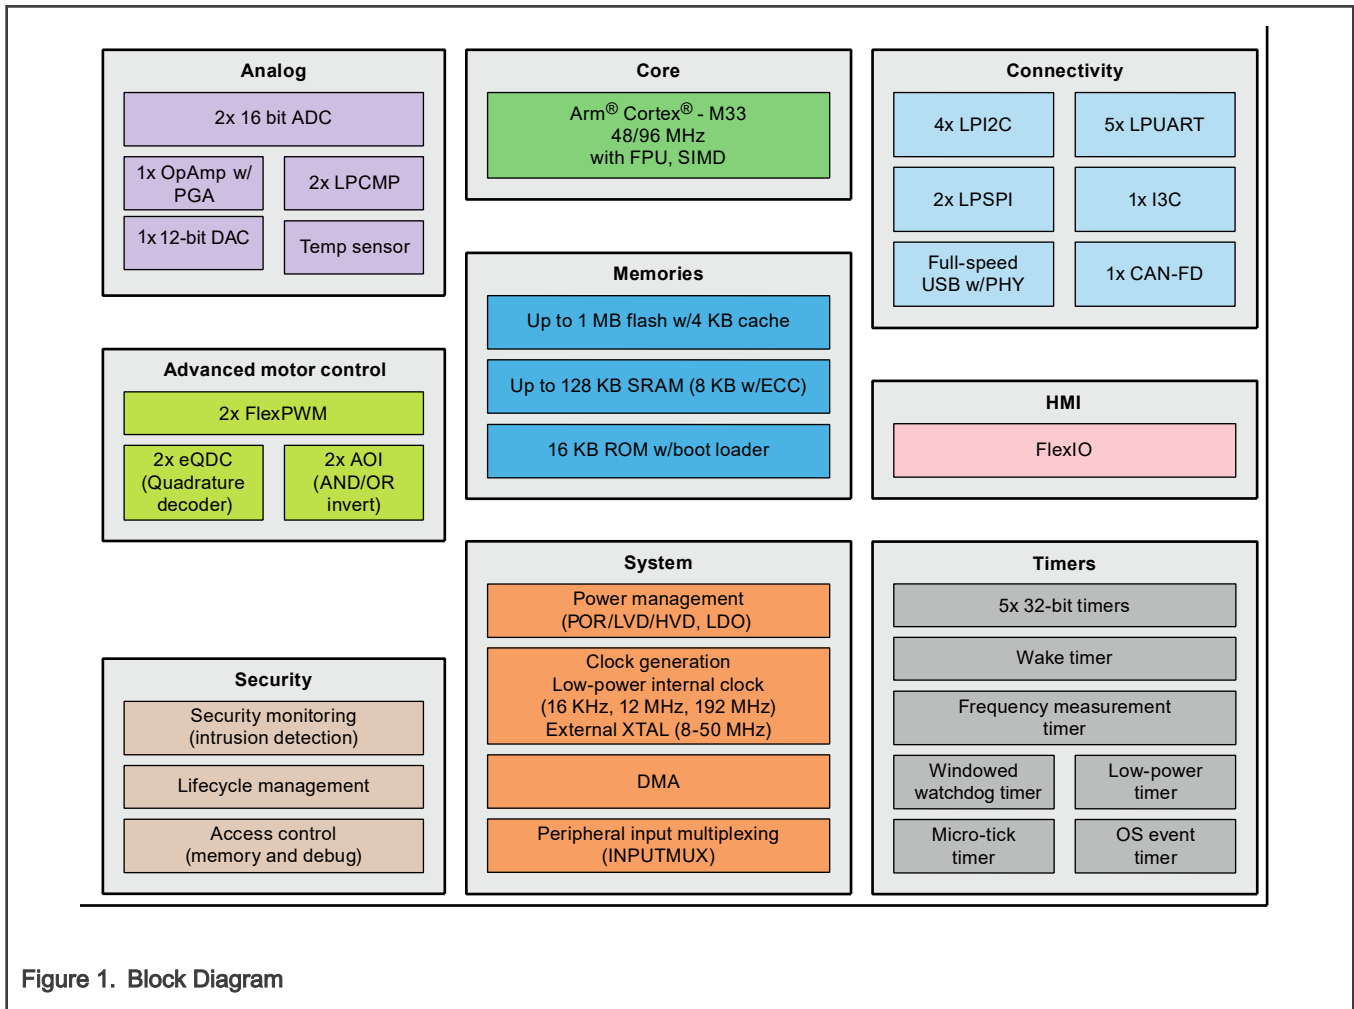 Analog
2x 16 bit ADC
1x OpAmp w/
PGA
2x LPCMP
1x 12-bit DAC
Temp sensor
Core
Arm® Cortex® - M33
48/96 MHz
with FPU, SIMD
Connectivity
4x LPI2C
5x LPUART
2x LPSPI
1x I3C
Full-speed
USB w/PHY
1x CAN-FD
Memories
Up to 1 MB flash w/4 KB cache
Up to 128 KB SRAM (8 KB w/ECC)
16 KB ROM w/boot loader
Advanced motor control
2x FlexPWM
2x eQDC
(Quadrature
decoder)
2x AOI
(AND/OR
invert)
HMI
FlexIO
System
Power management
(POR/LVD/HVD, LDO)
Clock generation
Low-power internal clock
(16 KHz, 12 MHz, 192 MHz)
External XTAL (8-50 MHz)
DMA
Peripheral input multiplexing
(INPUTMUX)
Timers
5x 32-bit timers
Wake timer
Frequency measurement
timer
Windowed
watchdog timer
Low-power
timer
Micro-tick
timer
OS event
timer
Security
Security monitoring
(intrusion detection)
Lifecycle management
Access control
(memory and debug)
Figure 1. Block Diagram